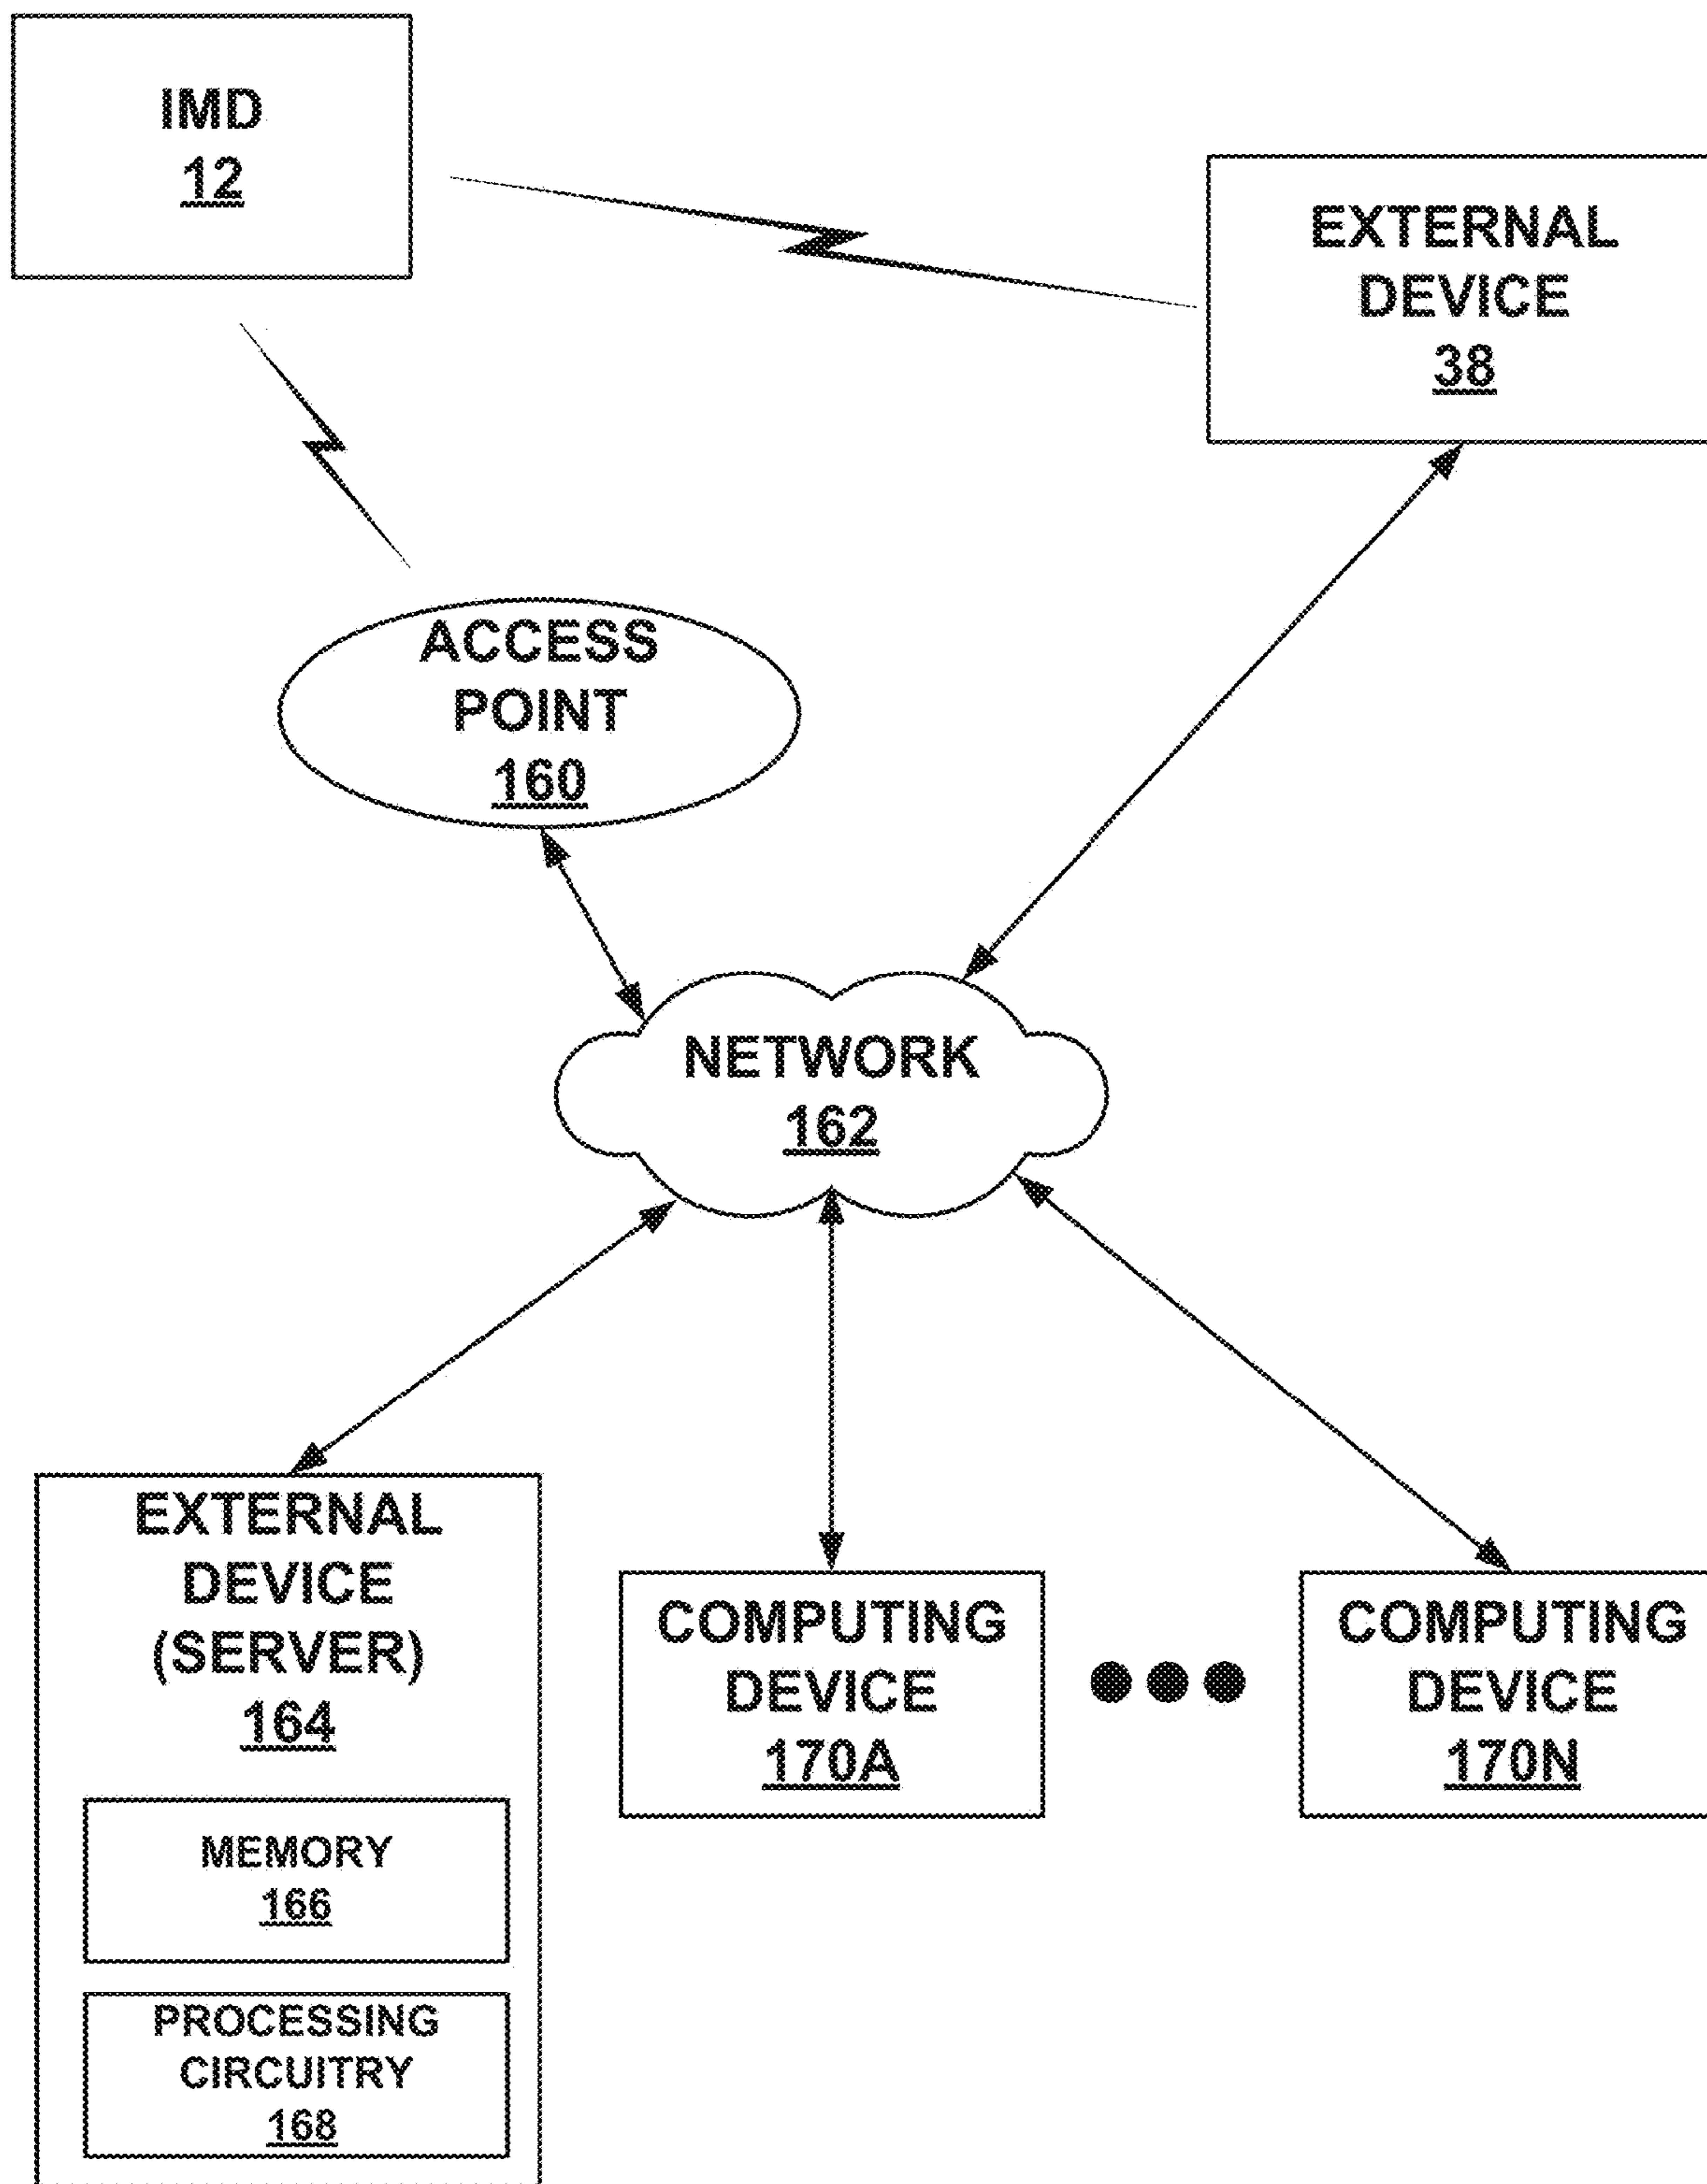 IMD
12
EXTERNAL
DEVICE
38
ACCESS
POINT
160
NETWORK
162
EXTERNAL
DEVICE
(SERVER)
164
MEMORY
166
PROCESSING
CIRCUITRY
168
COMPUTING
DEVICE
170A
COMPUTING
DEVICE
170N